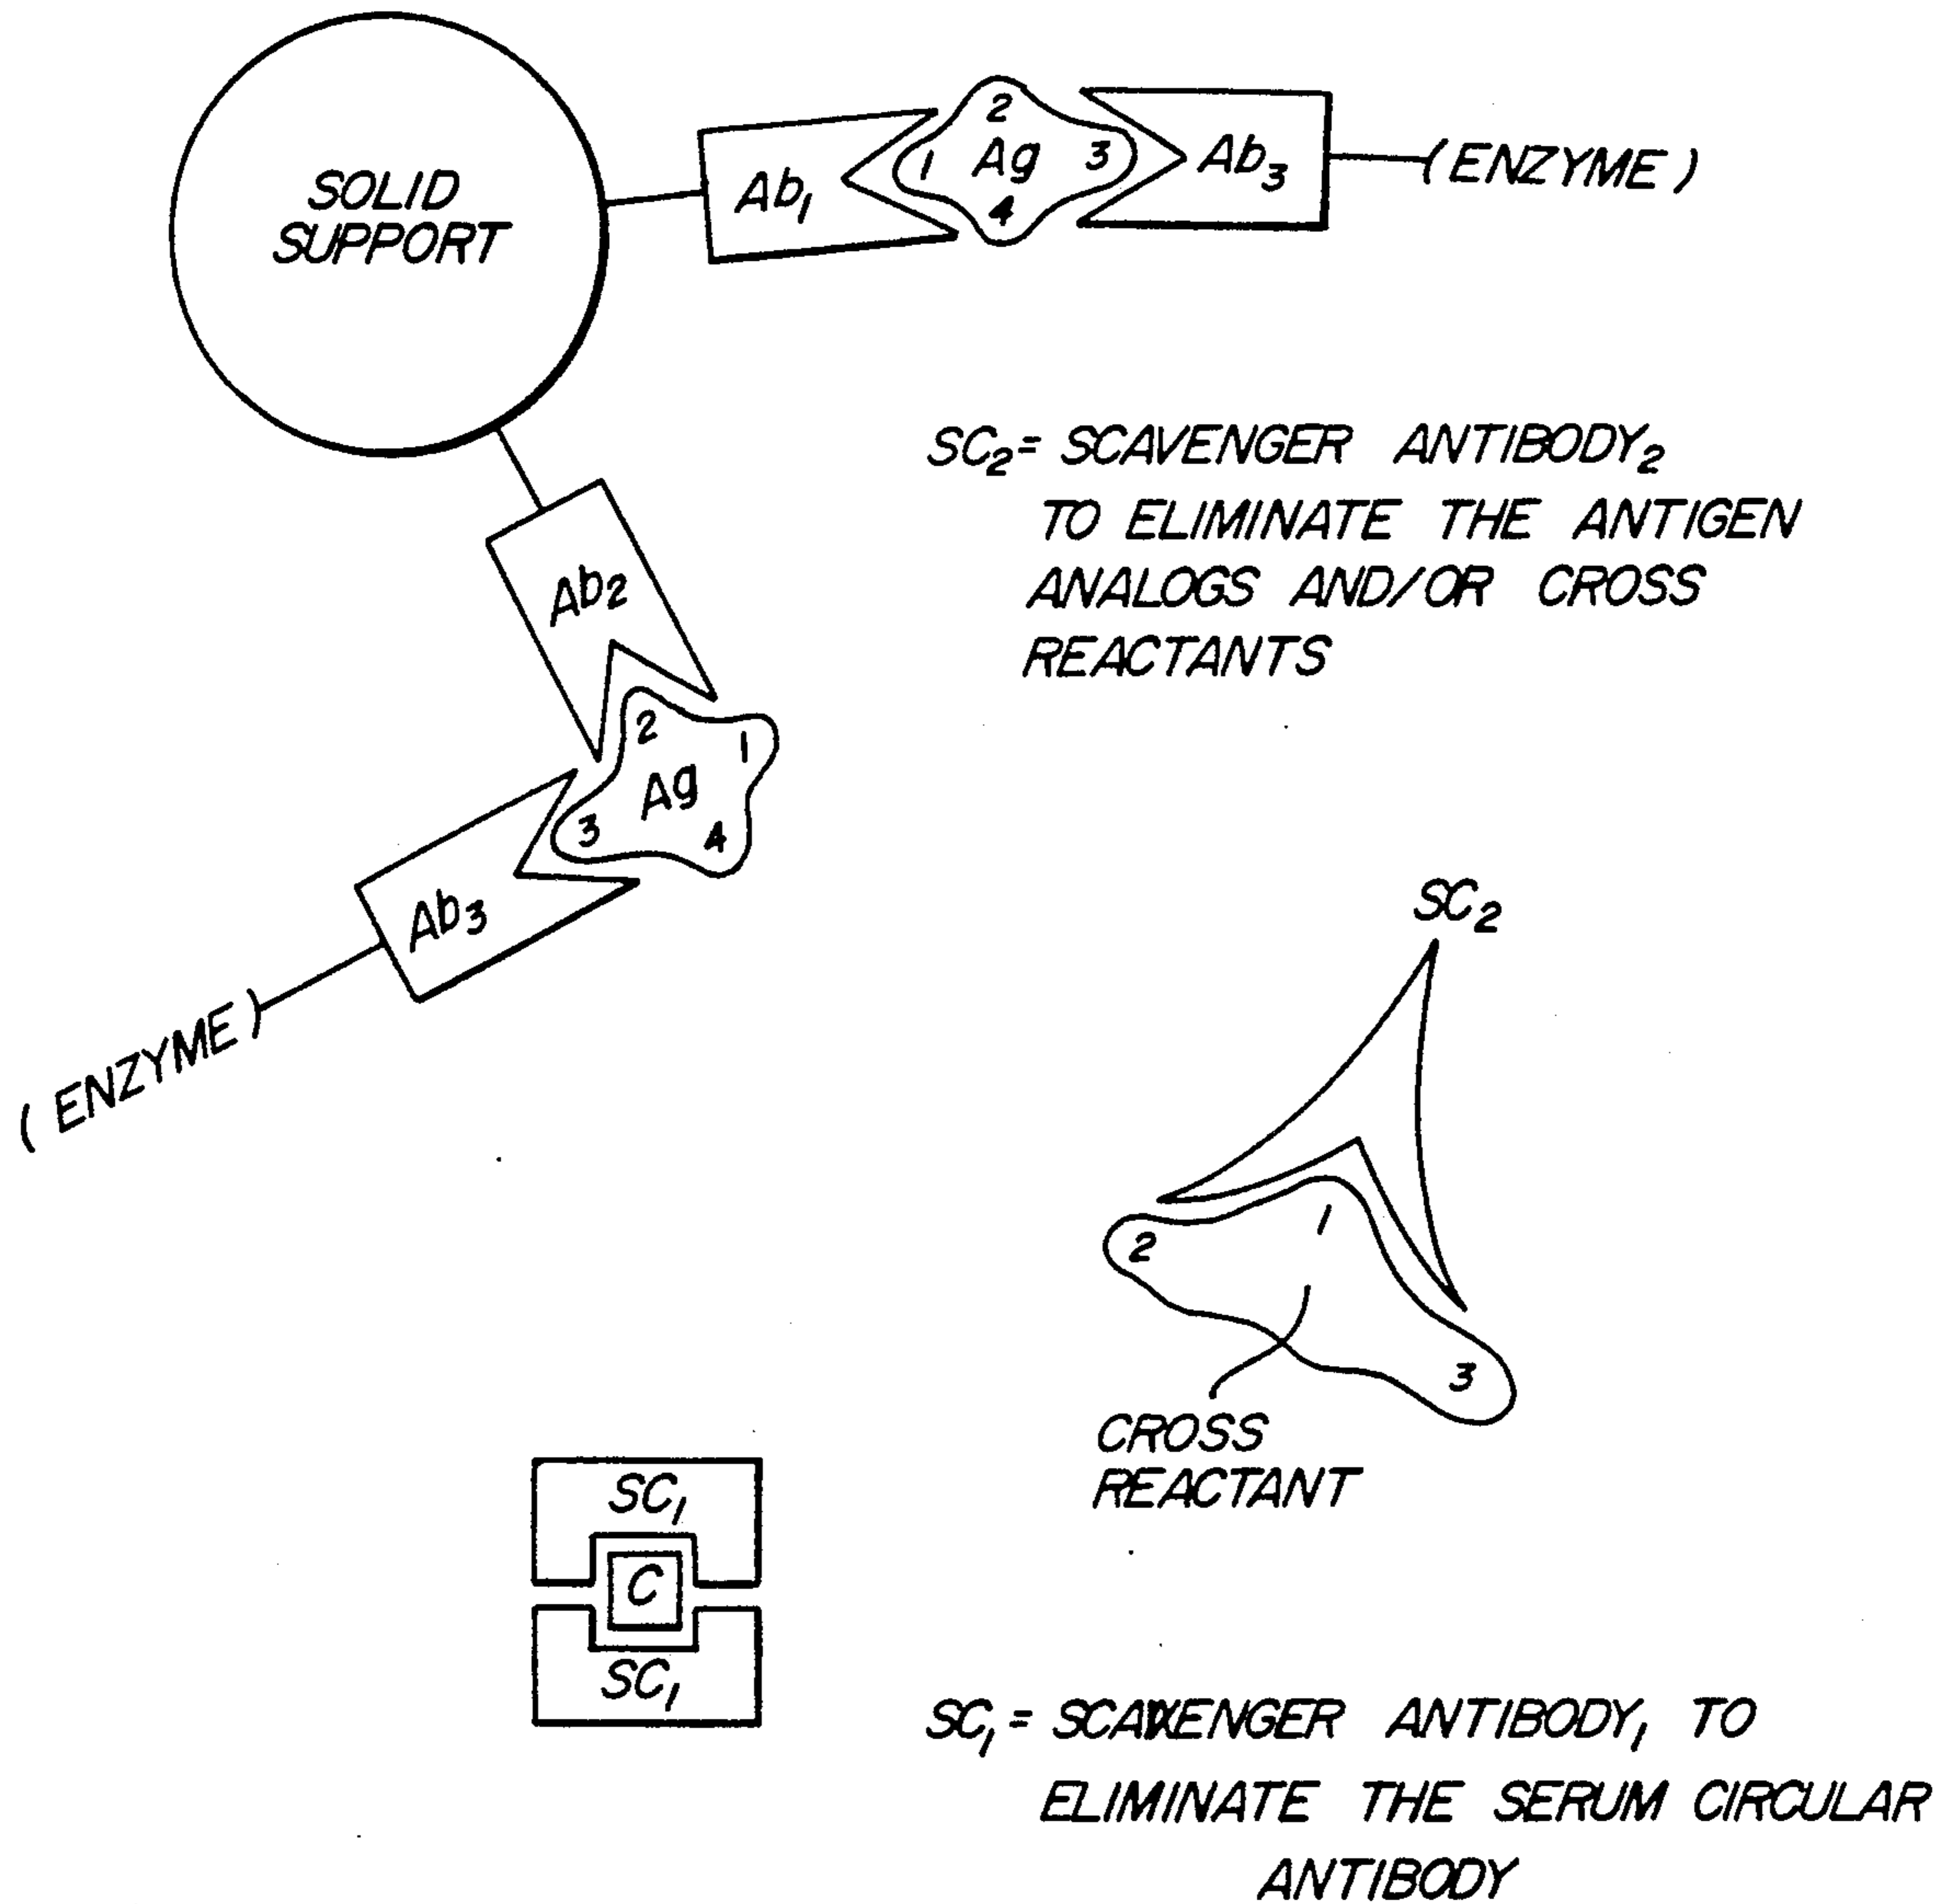 SOLID
SUPPORT
Ab1
1
2
Ag
3
4
Ab3
(ENZYME)
SC2= SCAVENGER ANTIBODY2
TO ELIMINATE THE ANTIGEN
ANALOGS AND/OR CROSS
REACTANTS
Ab2
2
1
Ag
3
4
Ab3
(ENZYME)
SC2
1
2
3
CROSS
REACTANT
SC1
C
SC1
SC1= SCAVENGER ANTIBODY1 TO
ELIMINATE THE SERUM CIRCULAR
ANTIBODY